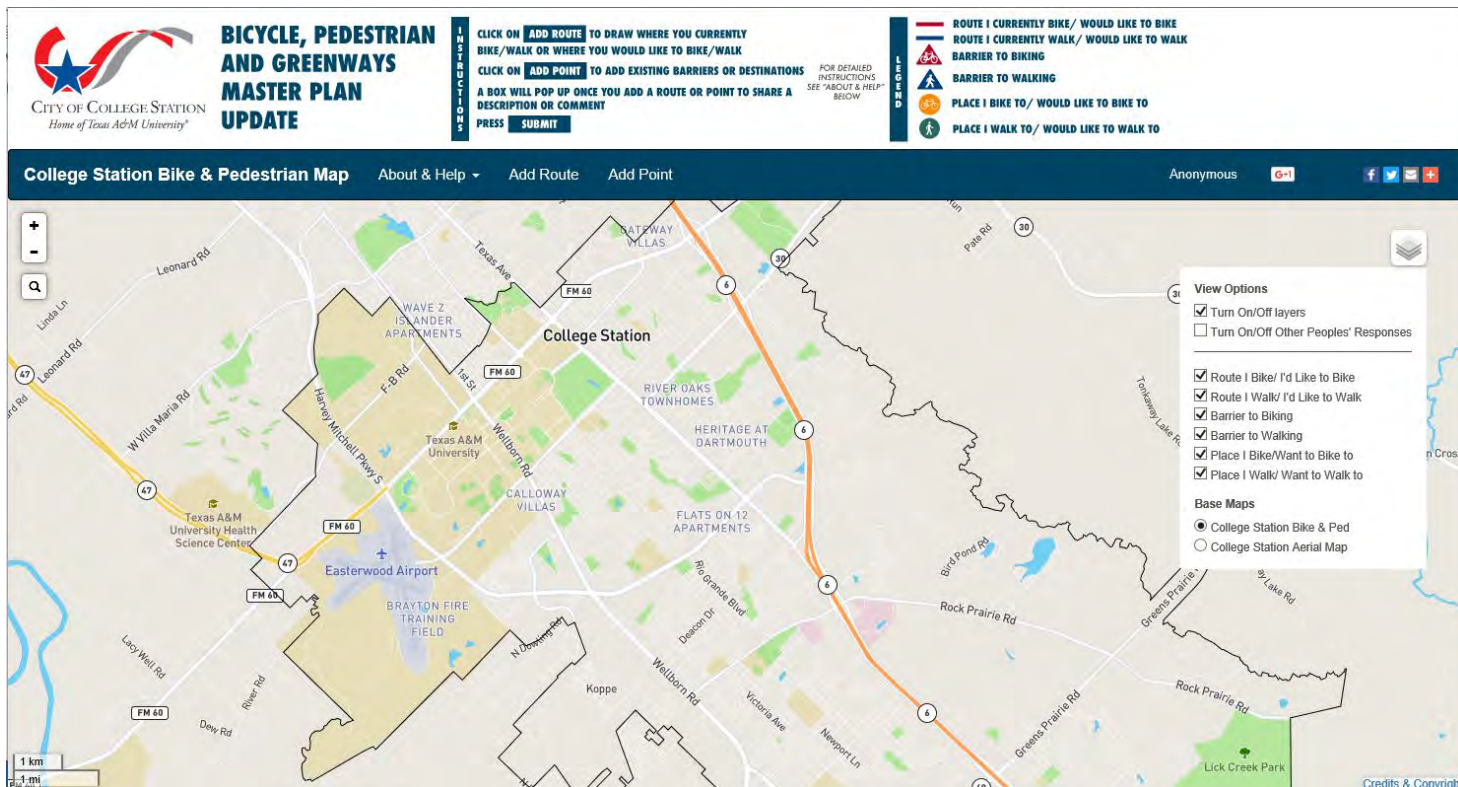 CITY OF COLLEGE STATION
Home of Texas A&M University®
BICYCLE, PEDESTRIAN
AND GREENWAYS
MASTER PLAN
UPDATE
INSTRUCTIONS
CLICK ON ADD ROUTE TO DRAW WHERE YOU CURRENTLY
BIKE/WALK OR WHERE YOU WOULD LIKE TO BIKE/WALK
CLICK ON ADD POINT TO ADD EXISTING BARRIERS OR DESTINATIONS
A BOX WILL POP UP ONCE YOU ADD A ROUTE OR POINT TO SHARE A
DESCRIPTION OR COMMENT
PRESS SUBMIT
FOR DETAILED
INSTRUCTIONS
SEE "ABOUT & HELP"
BELOW
LEGEND
ROUTE I CURRENTLY BIKE/ WOULD LIKE TO BIKE
ROUTE I CURRENTLY WALK/ WOULD LIKE TO WALK
BARRIER TO BIKING
BARRIER TO WALKING
PLACE I BIKE TO/ WOULD LIKE TO BIKE TO
PLACE I WALK TO/ WOULD LIKE TO WALK TO
College Station Bike & Pedestrian Map
About & Help
Add Route
Add Point
Anonymous
G+1
+
-
Leonard Rd
Linda Ln
Leonard Rd
W Villa Maria Rd
47
47
47
Texas A&M
University Health
Science Center
WAVE Z
ISLANDER
APARTMENTS
F-B Rd
1st St
Harvey Mitchell Pkwy S
Texas Ave
GATEWAY
VILLAS
FM 60
College Station
FM 60
Texas A&M
University
Wellborn Rd
RIVER OAKS
TOWNHOMES
HERITAGE AT
DARTMOUTH
CALLOWAY
VILLAS
FLATS ON 12
APARTMENTS
FM 60
Easterwood Airport
FM 60
BRAYTON FIRE
TRAINING
FIELD
N Dowling Rd
Koppe
Lacy Well Rd
River Rd
FM 60
Dew Rd
Rio Grande Blvd
Deacon Dr
Wellborn Rd
Victoria Ave
Newport Ln
6
6
6
6
30
30
Pate Rd
Bird Pond Rd
Rock Prairie Rd
Greens Prairie Rd
Rock Prairie Rd
Greens Prairie Rd
Lick Creek Park
Tonkaway Lake Rd
View Options
Turn On/Off layers
Turn On/Off Other Peoples' Responses
Route I Bike/ I'd Like to Bike
Route I Walk/ I'd Like to Walk
Barrier to Biking
Barrier to Walking
Place I Bike/Want to Bike to
Place I Walk/ Want to Walk to
Base Maps
College Station Bike & Ped
College Station Aerial Map
1 km
1 mi
Credits & Copyright